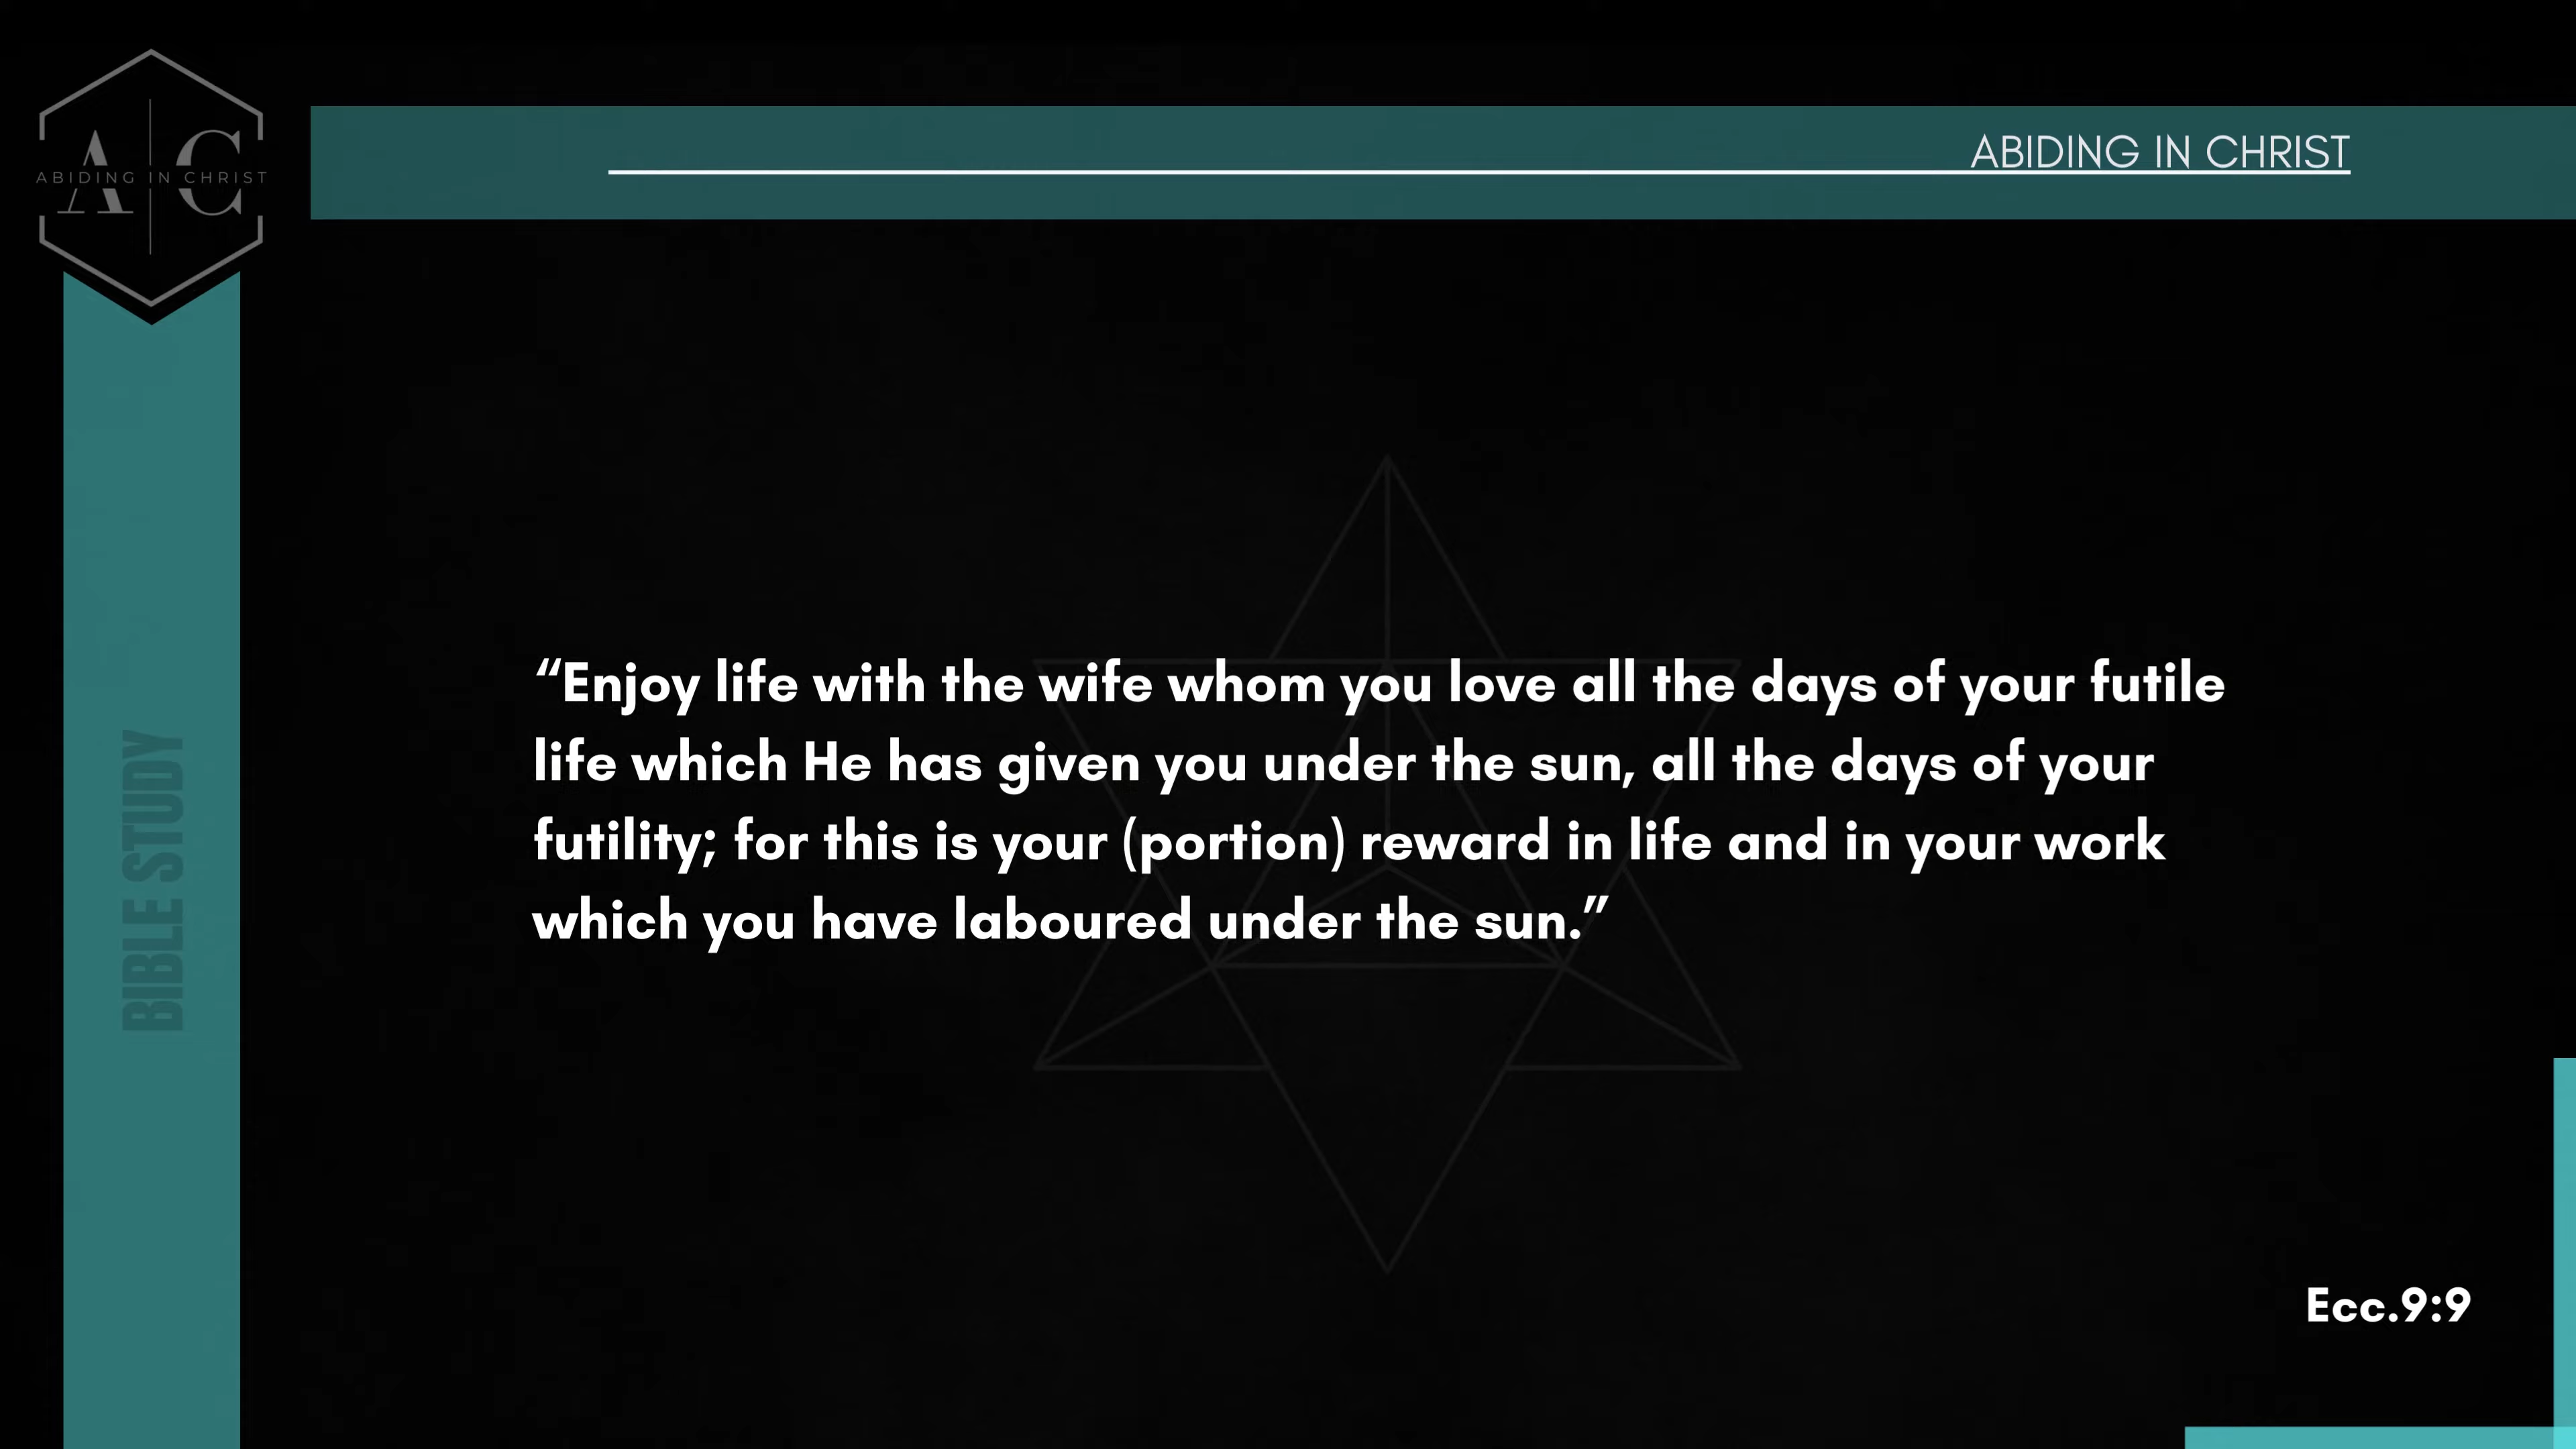 A C
ABIDING IN CHRIST
ABIDING IN CHRIST
BIBLE STUDY
“Enjoy life with the wife whom you love all the days of your futile
life which He has given you under the sun, all the days of your
futility; for this is your (portion) reward in life and in your work
which you have laboured under the sun.”
Ecc.9:9